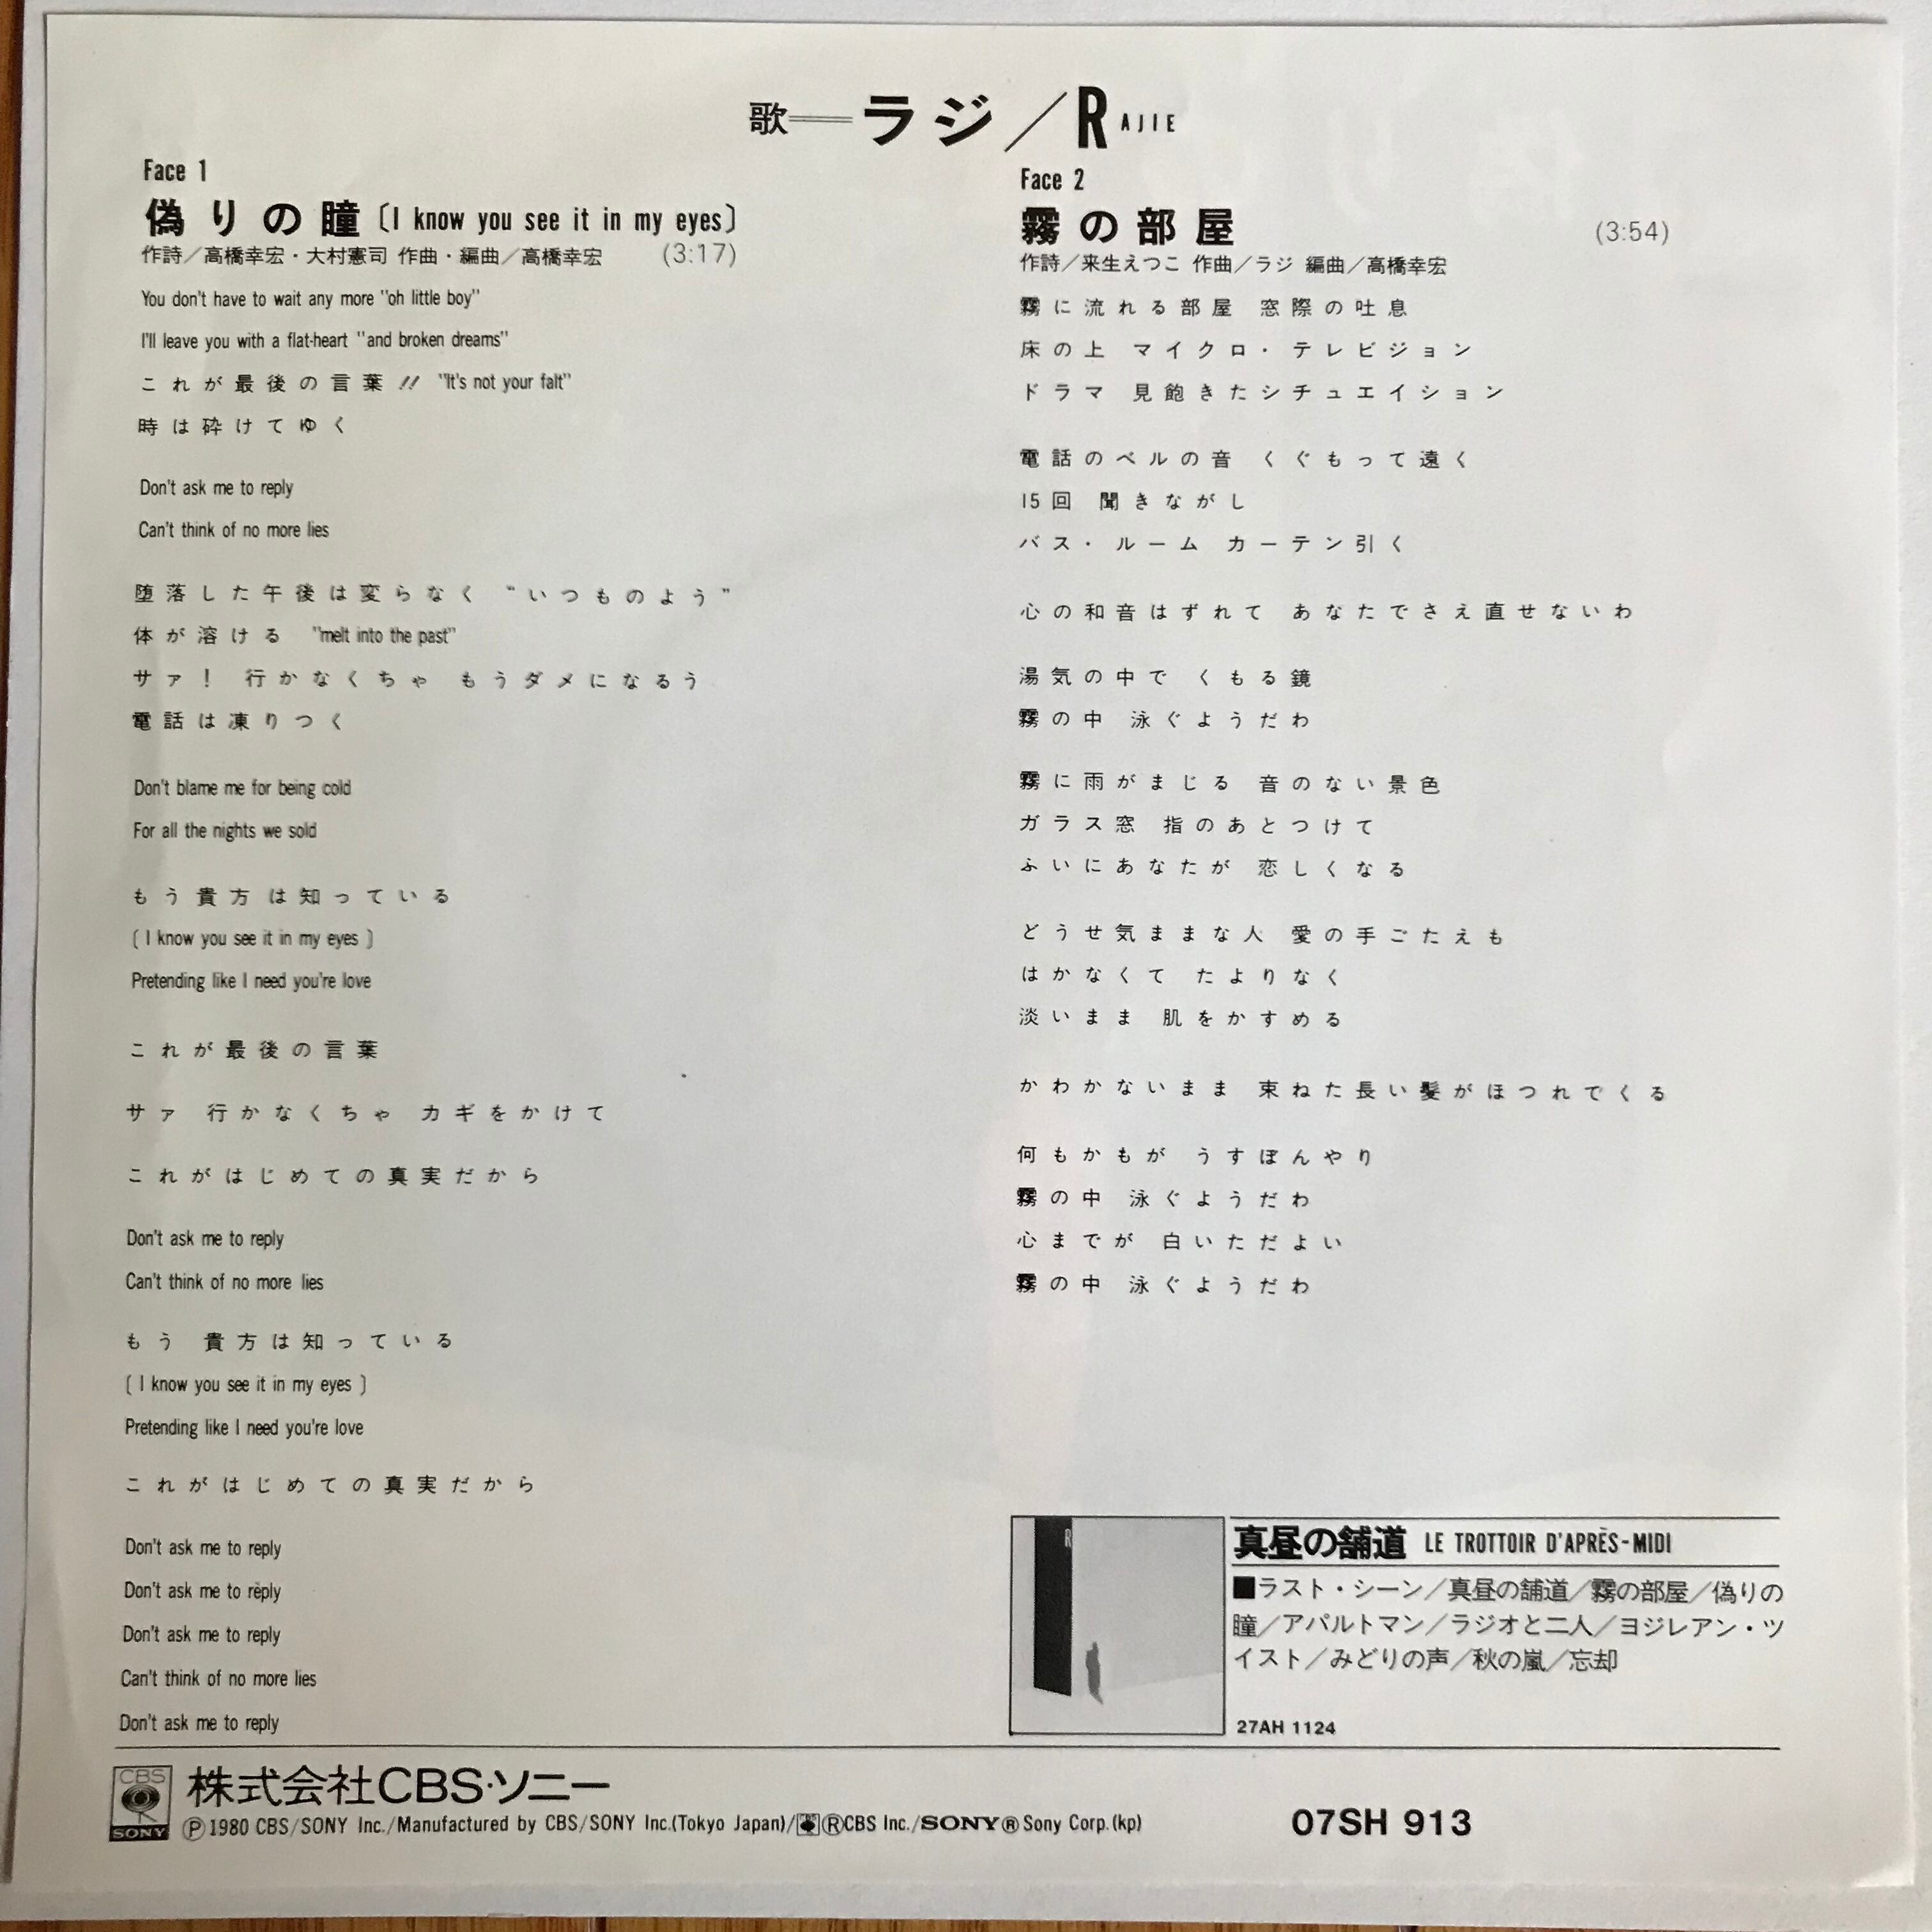 歌──ラジ／RAJIE
Face 1
偽りの瞳〔I know you see it in my eyes〕
作詩／高橋幸宏・大村憲司 作曲・編曲／高橋幸宏 (3:17)
You don't have to wait any more "oh little boy"
I'll leave you with a flat-heart "and broken dreams"
これが最後の言葉!! "It's not your falt"
時は砕けてゆく
Don't ask me to reply
Can't think of no more lies
堕落した午後は変らなく “いつものよう”
体が溶ける "melt into the past"
サァ! 行かなくちゃ もうダメになるう
電話は凍りつく
Don't blame me for being cold
For all the nights we sold
もう貴方は知っている
〔I know you see it in my eyes〕
Pretending like I need you're love
これが最後の言葉
サァ 行かなくちゃ カギをかけて
これがはじめての真実だから
Don't ask me to reply
Can't think of no more lies
もう 貴方は知っている
〔I know you see it in my eyes〕
Pretending like I need you're love
これがはじめての真実だから
Don't ask me to reply
Don't ask me to reply
Don't ask me to reply
Can't think of no more lies
Don't ask me to reply
Face 2
霧の部屋 (3:54)
作詩／来生えつこ 作曲／ラジ 編曲／高橋幸宏
霧に流れる部屋 窓際の吐息
床の上 マイクロ・テレビジョン
ドラマ 見飽きたシチュエイション
電話のベルの音 くぐもって遠く
15回 聞きながし
バス・ルーム カーテン引く
心の和音はずれて あなたでさえ直せないわ
湯気の中で くもる鏡
霧の中 泳ぐようだわ
霧に雨がまじる 音のない景色
ガラス窓 指のあとつけて
ふいにあなたが 恋しくなる
どうせ気ままな人 愛の手ごたえも
はかなくて たよりなく
淡いまま 肌をかすめる
かわかないまま 束ねた長い髪がほつれでくる
何もかもが うすぼんやり
霧の中 泳ぐようだわ
心までが 白いただよい
霧の中 泳ぐようだわ
R
真昼の舗道 LE TROTTOIR D'APRÈS-MIDI
■ラスト・シーン／真昼の舗道／霧の部屋／偽りの
瞳／アパルトマン／ラジオと二人／ヨジレアン・ツ
イスト／みどりの声／秋の嵐／忘却
27AH 1124
CBS
SONY
株式会社CBS・ソニー
Ⓟ1980 CBS/SONY Inc./Manufactured by CBS/SONY Inc.(Tokyo Japan)/ⓇCBS Inc./SONY®Sony Corp.(kp)
07SH 913